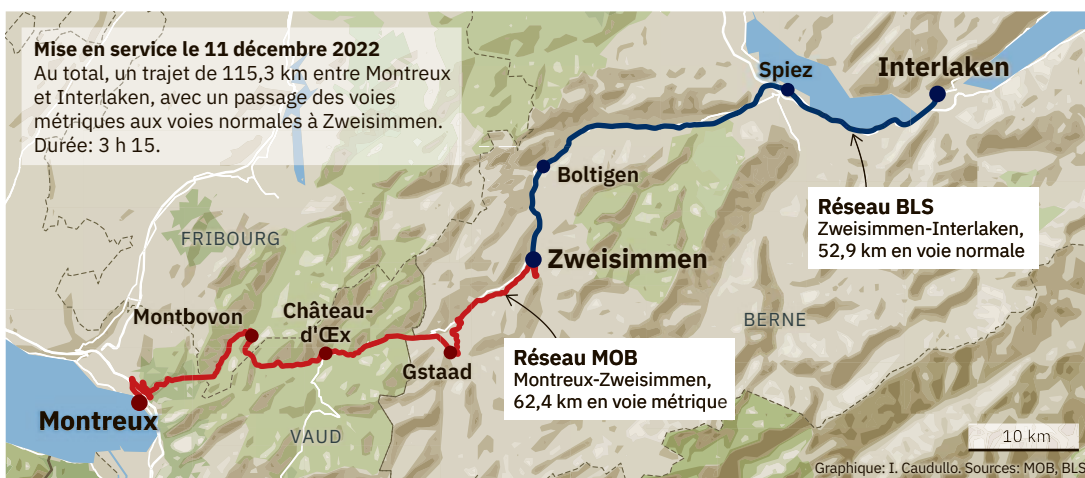 Mise en service le 11 décembre 2022
Au total, un trajet de 115,3 km entre Montreux
et Interlaken, avec un passage des voies
métriques aux voies normales à Zweisimmen.
Durée: 3 h 15.
Spiez
Interlaken
Boltigen
Réseau BLS
Zweisimmen-Interlaken,
52,9 km en voie normale
FRIBOURG
Zweisimmen
Montbovon
Château-
d'Œx
BERNE
Gstaad
Réseau MOB
Montreux-Zweisimmen,
62,4 km en voie métrique
Montreux
VAUD
10 km
Graphique: I. Caudullo. Sources: MOB, BLS